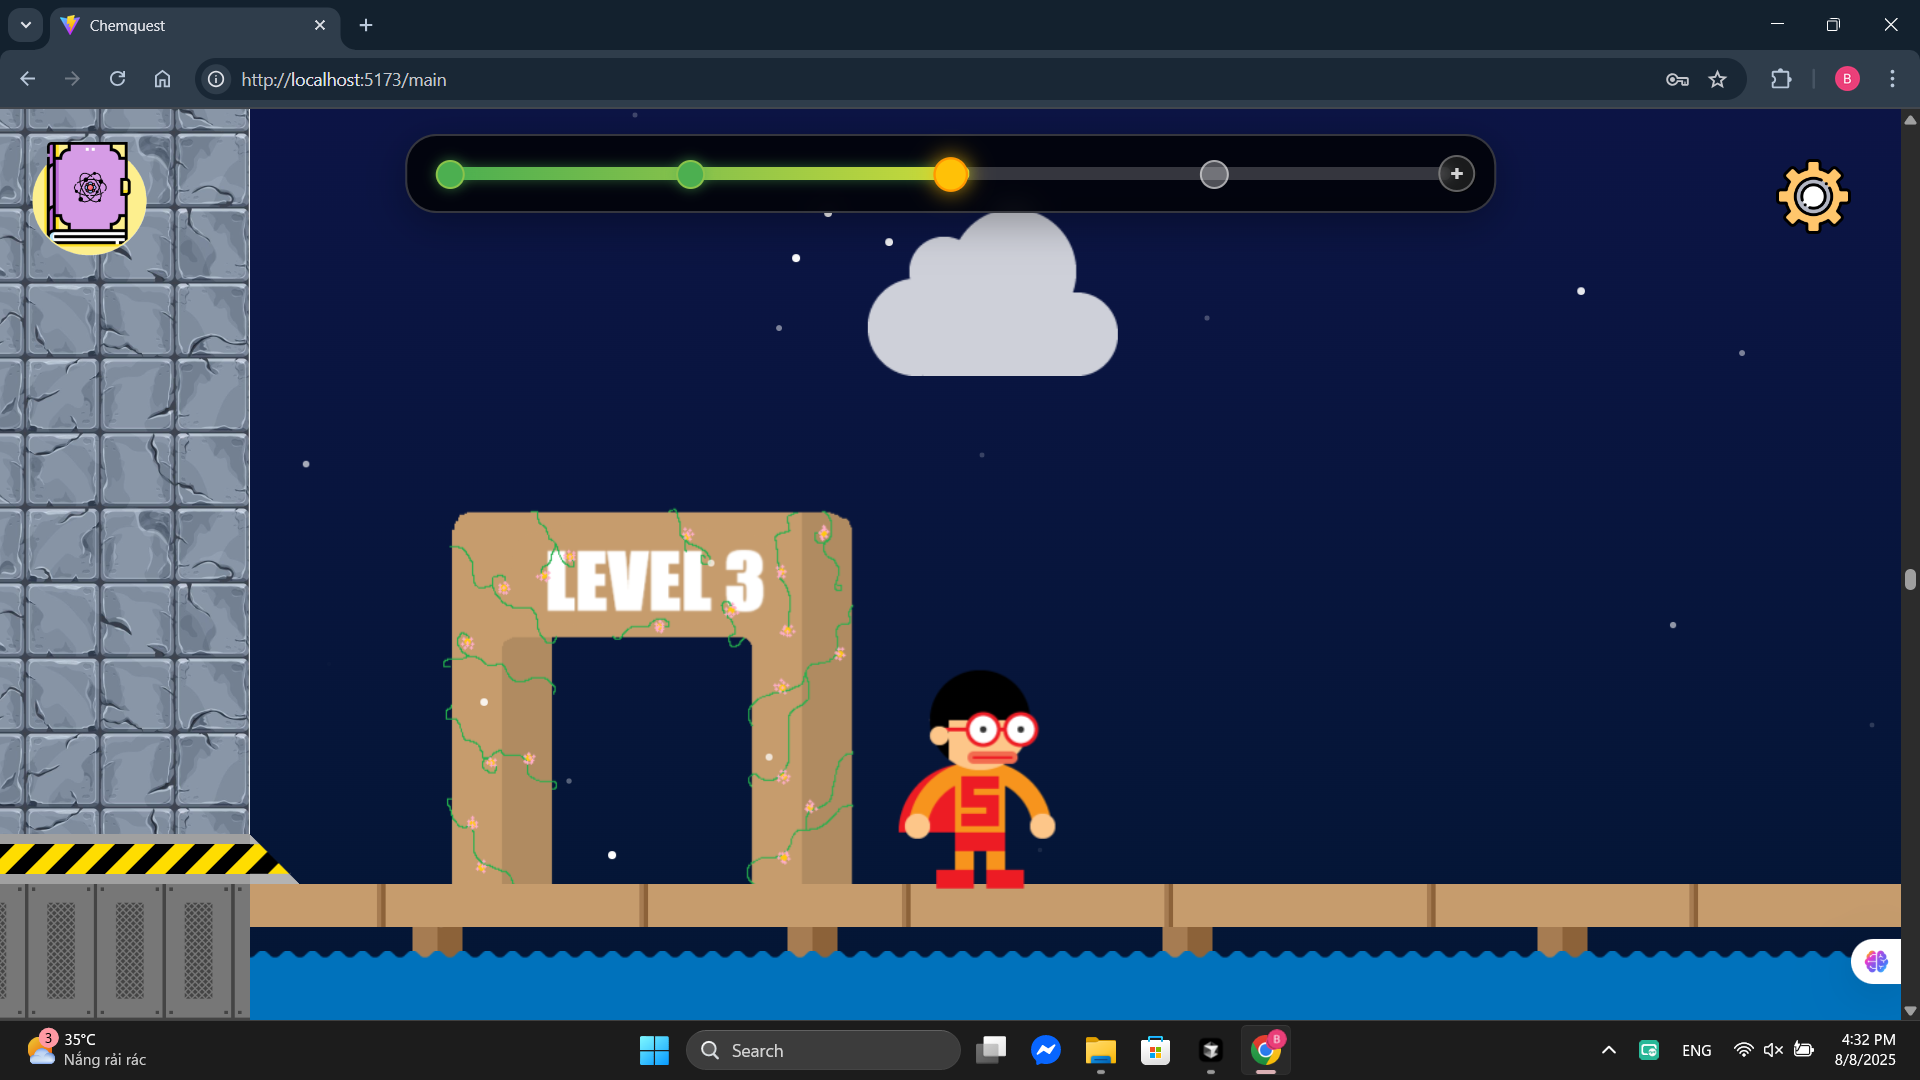 Chemquest
http://localhost:5173/main
B
+
LEVEL 3
S
3
35°C
Nắng rải rác
Search
B
ENG
4:32 PM
8/8/2025